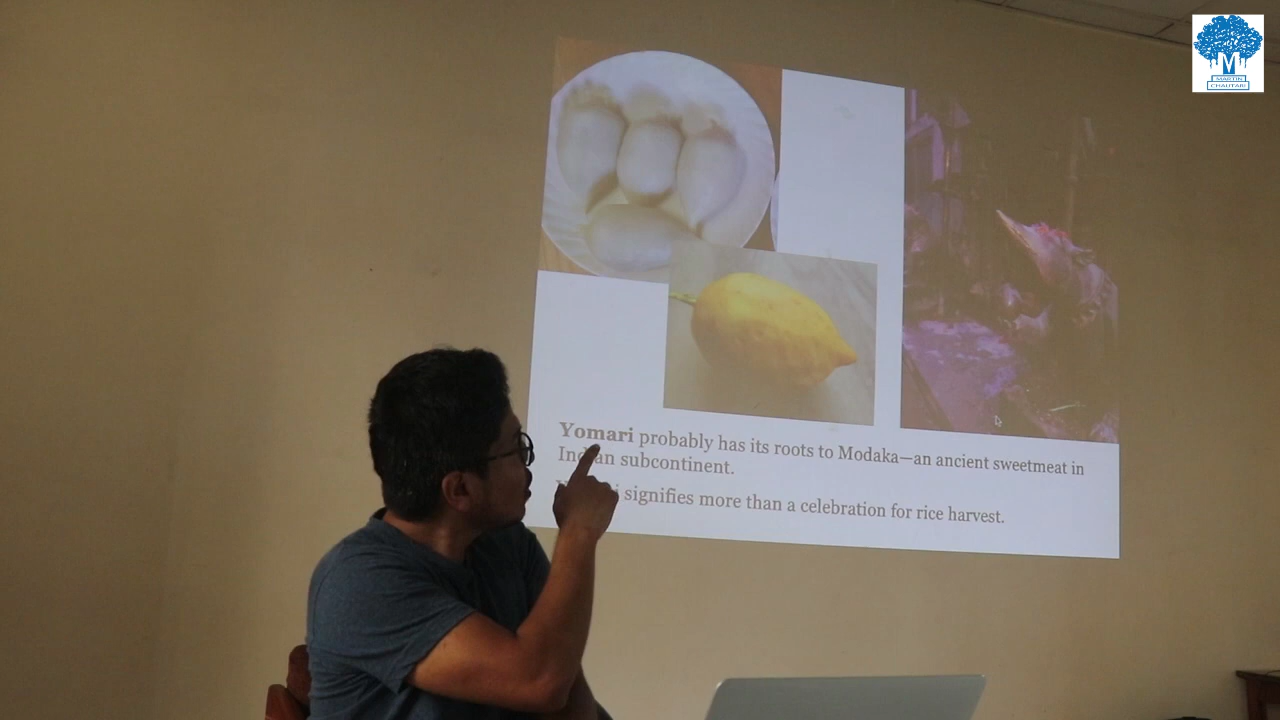 MARTIN
CHAUTARI
Yomari probably has its roots to Modaka—an ancient sweetmeat in
Indian subcontinent.
signifies more than a celebration for rice harvest.